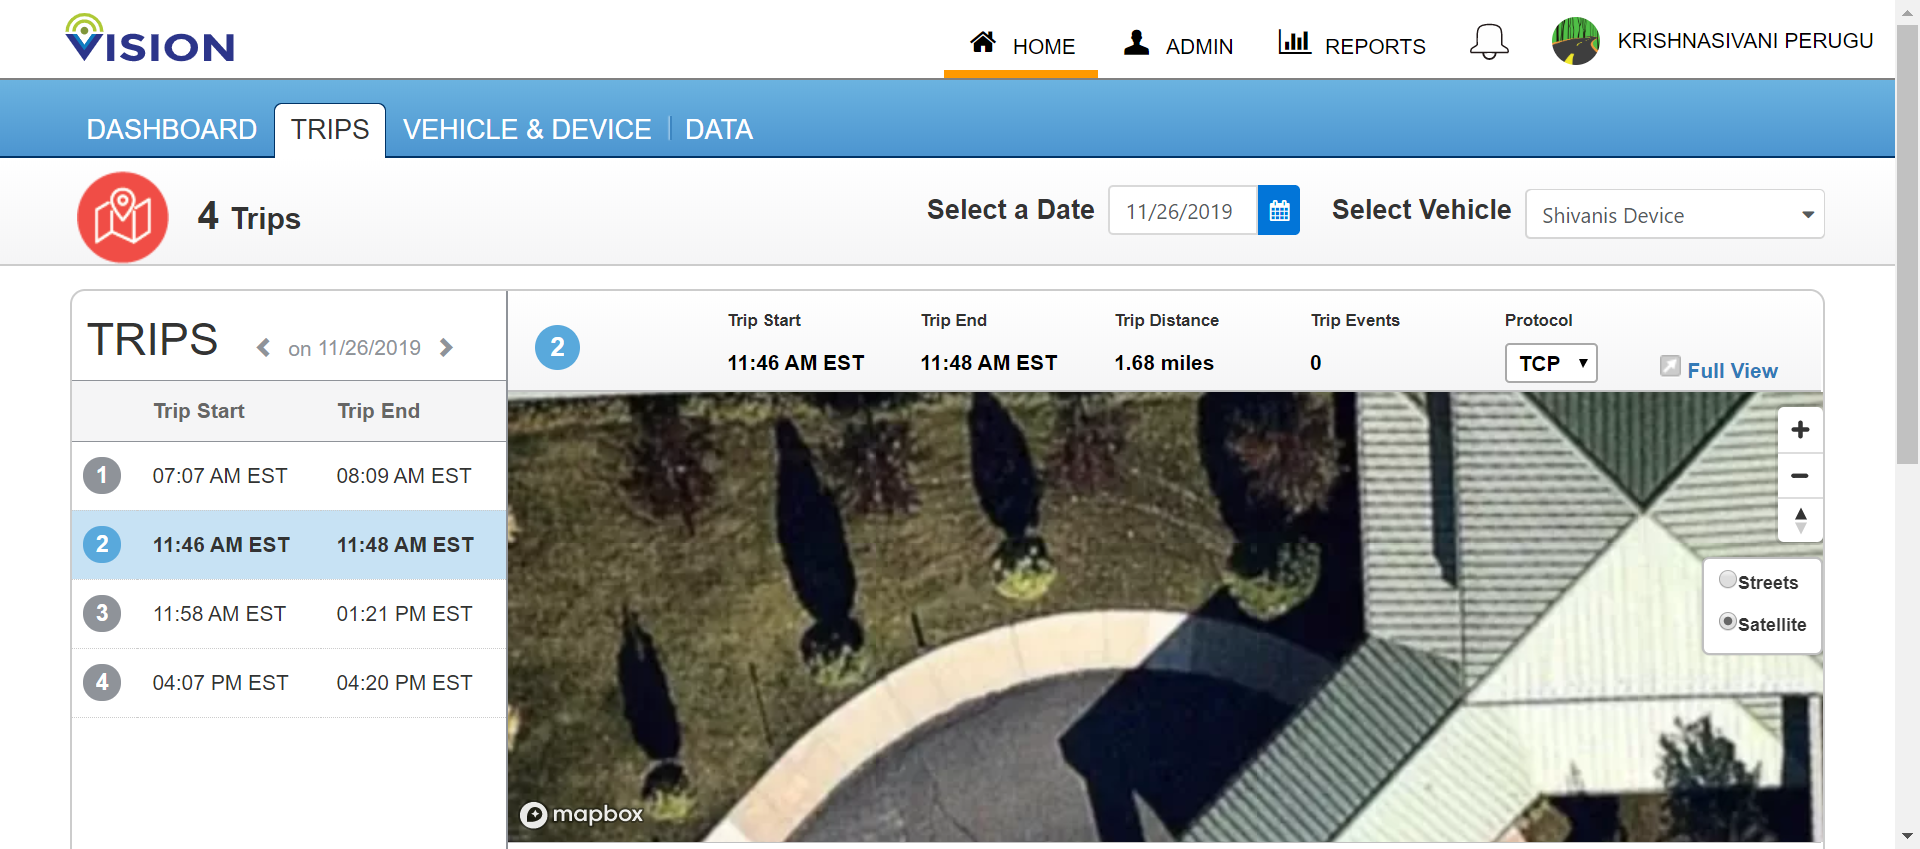 VISION
HOME
ADMIN
REPORTS
KRISHNASIVANI PERUGU
DASHBOARD
TRIPS
VEHICLE & DEVICE
DATA
4 Trips
Select a Date
11/26/2019
Select Vehicle
Shivanis Device
TRIPS
on 11/26/2019
Trip Start Trip End
1 07:07 AM EST 08:09 AM EST
2 11:46 AM EST 11:48 AM EST
3 11:58 AM EST 01:21 PM EST
4 04:07 PM EST 04:20 PM EST
2
Trip Start Trip End Trip Distance Trip Events Protocol
11:46 AM EST 11:48 AM EST 1.68 miles 0 TCP
Full View
Streets
Satellite
mapbox